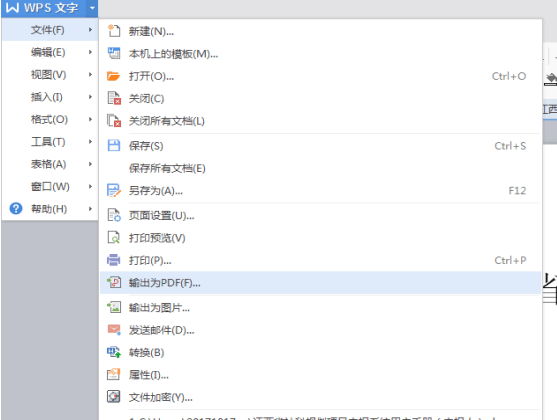 WPS 文字
文件(F)
编辑(E)
视图(V)
插入(I)
格式(O)
工具(T)
表格(A)
窗口(W)
帮助(H)
新建(N)...
本机上的模板(M)...
打开(O)... Ctrl+O
关闭(C)
关闭所有文档(L)
保存(S) Ctrl+S
保存所有文档(E)
另存为(A)... F12
页面设置(U)...
打印预览(V)
打印(P)... Ctrl+P
输出为PDF(F)...
输出为图片...
发送邮件(D)...
转换(B)
属性(I)...
文件加密(Y)...
江西